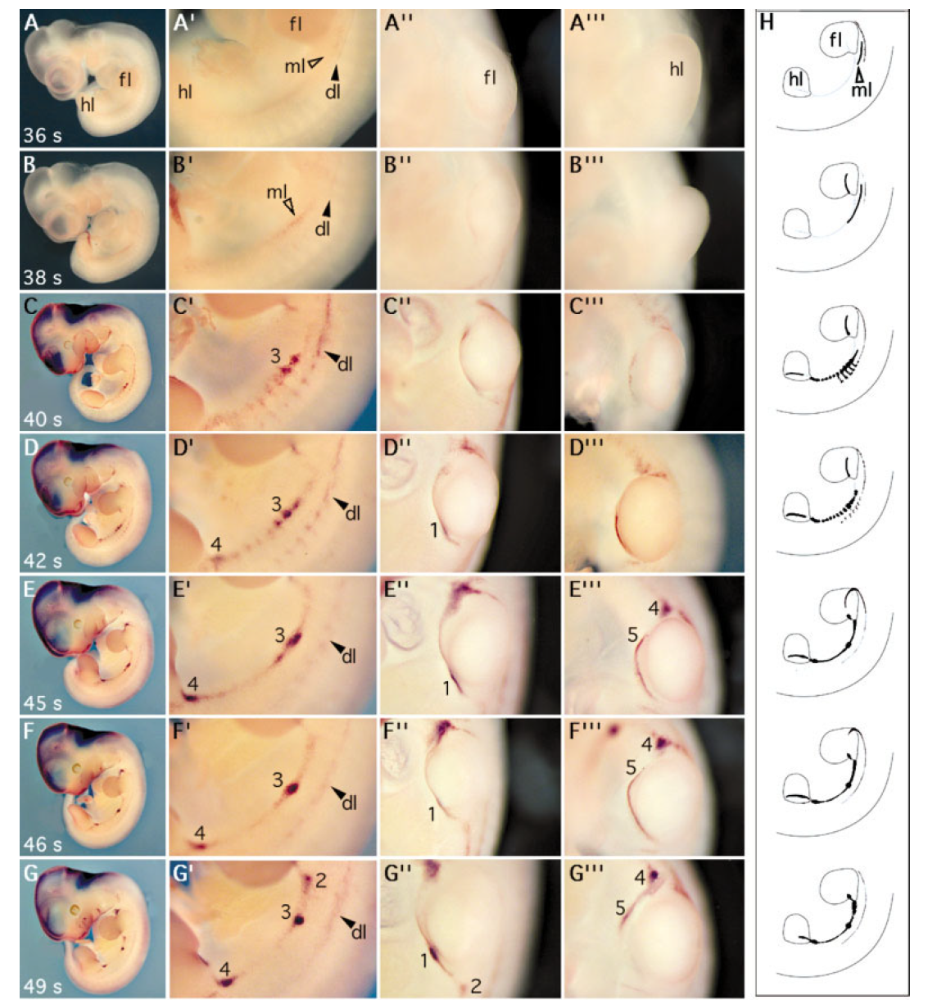 A
fl
hl
36 s
A'
fl
ml
dl
hl
A''
fl
A'''
hl
H
fl
hl
ml
B
38 s
B'
ml
dl
B''
B'''
C
40 s
C'
3
dl
C''
C'''
D
42 s
D'
3
dl
4
D''
1
D'''
E
45 s
E'
3
dl
4
E''
1
E'''
4
5
F
46 s
F'
3
dl
4
F''
1
F'''
4
5
G
49 s
G'
2
3
dl
4
G''
1
2
G'''
4
5